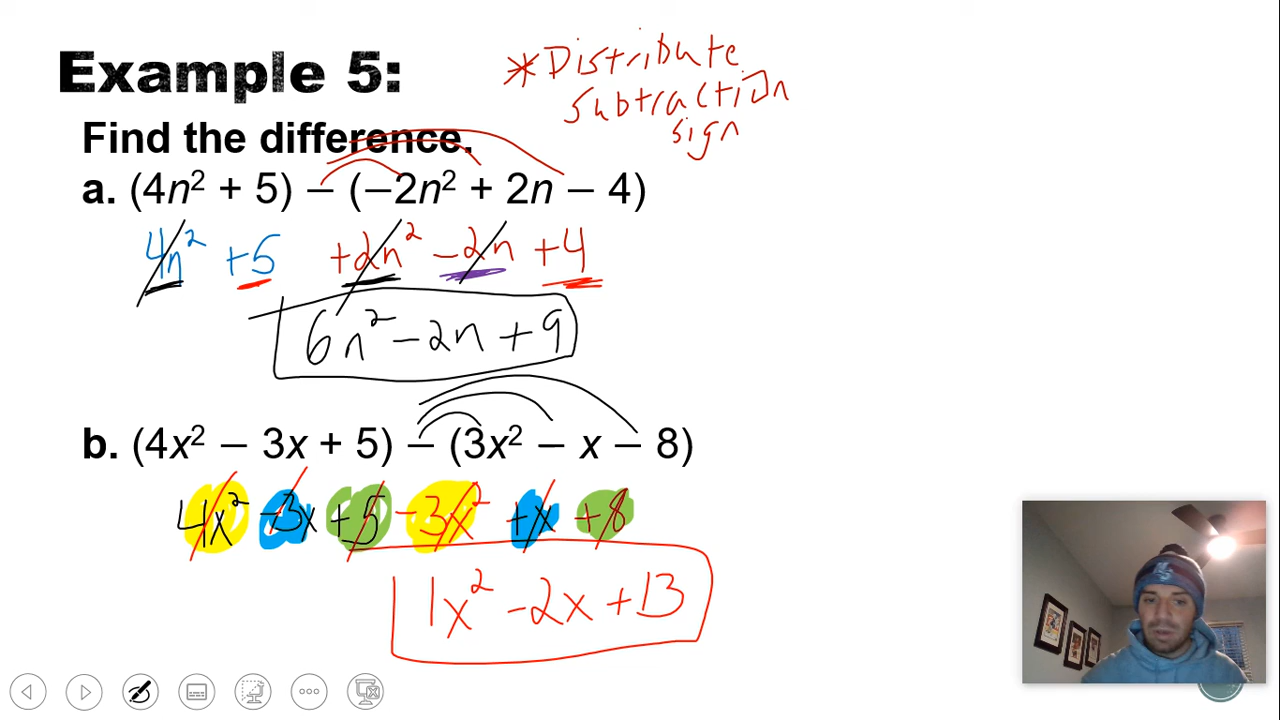 Example 5:
*Distribute
subtraction
sign
Find the difference.
a. (4n² + 5) − (−2n² + 2n − 4)
4n² +5 +2n² −2n +4
6n² − 2n + 9
b. (4x² − 3x + 5) − (3x² − x − 8)
4x² −3x +5 −3x² +x +8
1x² −2x +13